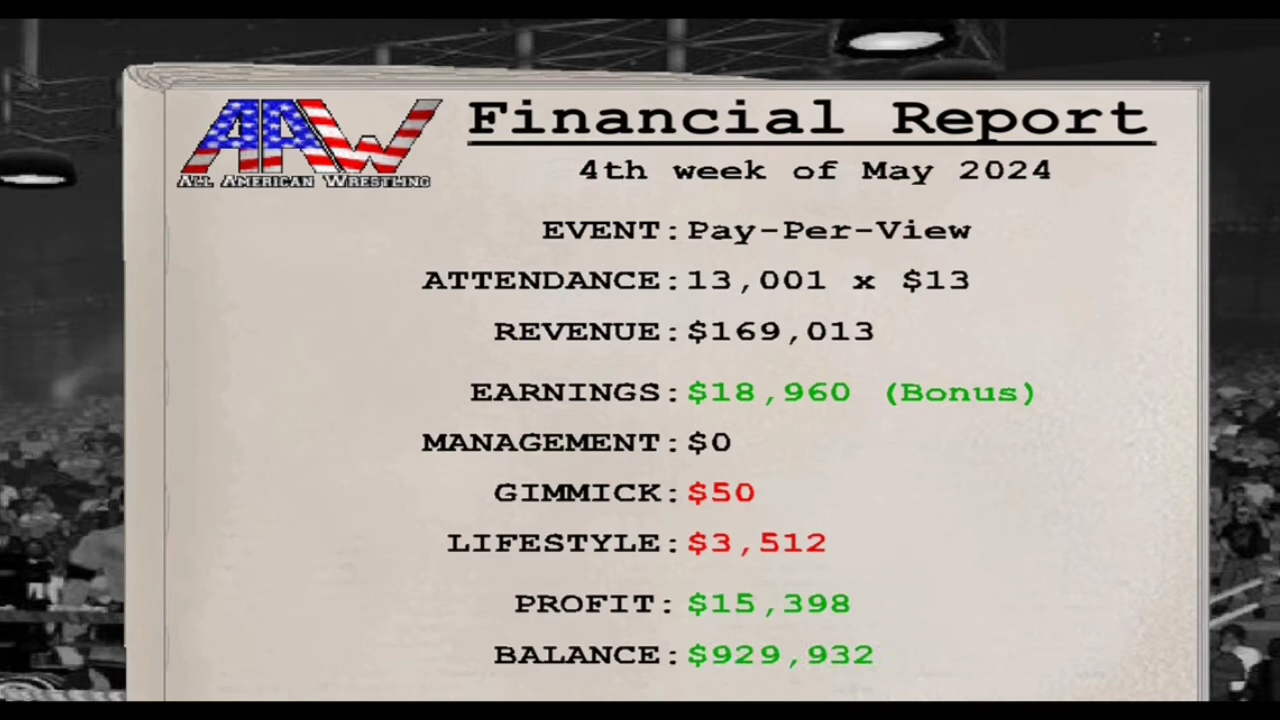 AAW
ALL AMERICAN WRESTLING
Financial Report
4th week of May 2024
EVENT: Pay-Per-View
ATTENDANCE: 13,001 x $13
REVENUE: $169,013
EARNINGS: $18,960 (Bonus)
MANAGEMENT: $0
GIMMICK: $50
LIFESTYLE: $3,512
PROFIT: $15,398
BALANCE: $929,932